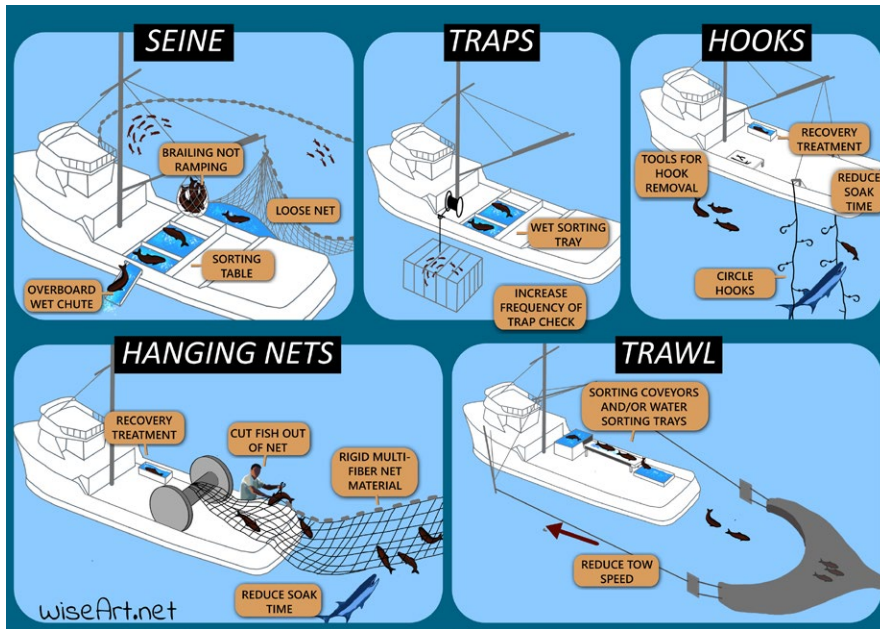 SEINE
BRAILING NOT
RAMPING
LOOSE NET
SORTING
TABLE
OVERBOARD
WET CHUTE
TRAPS
WET SORTING
TRAY
INCREASE
FREQUENCY OF
TRAP CHECK
HOOKS
RECOVERY
TREATMENT
TOOLS FOR
HOOK
REMOVAL
REDUCE
SOAK
TIME
CIRCLE
HOOKS
HANGING NETS
RECOVERY
TREATMENT
CUT FISH OUT
OF NET
RIGID MULTI-
FIBER NET
MATERIAL
REDUCE SOAK
TIME
wiseArt.net
TRAWL
SORTING COVEYORS
AND/OR WATER
SORTING TRAYS
REDUCE TOW
SPEED